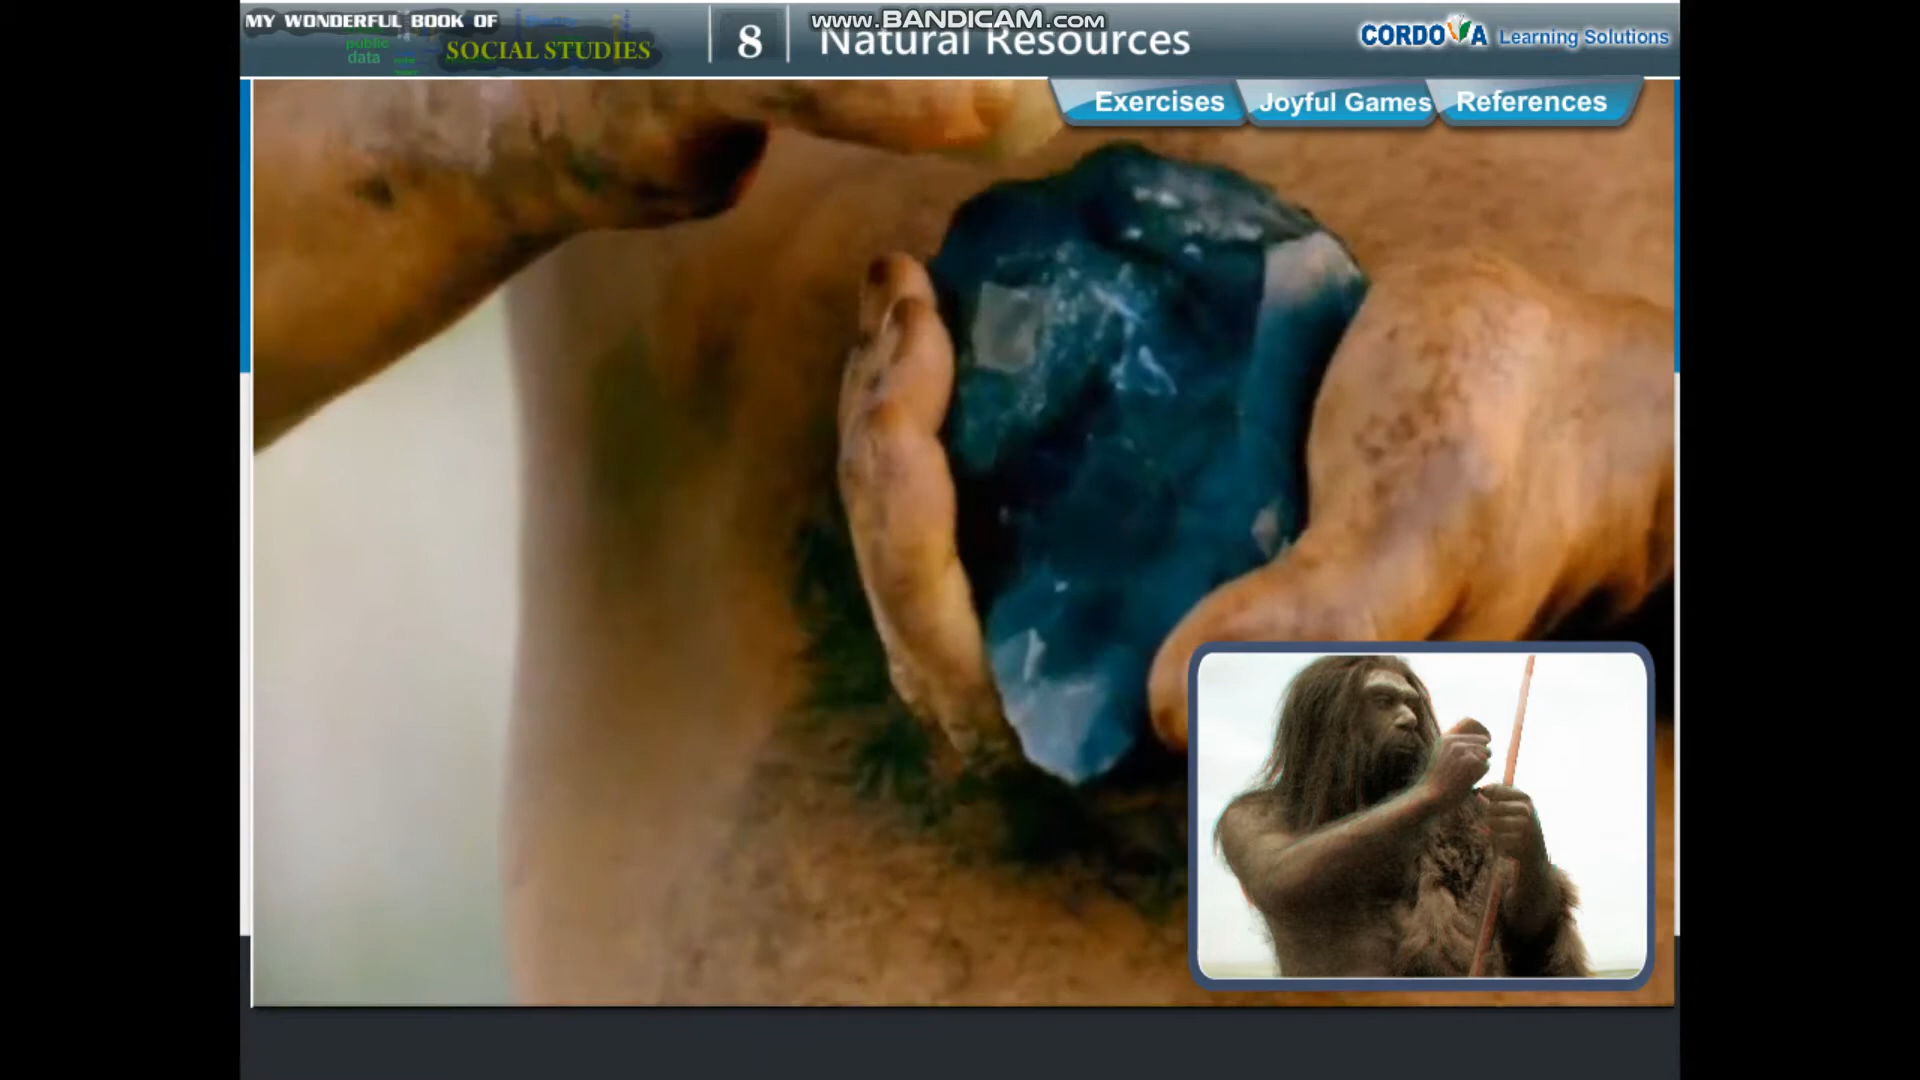 MY WONDERFUL BOOK OF
public
data
SOCIAL STUDIES
8
www.BANDICAM.com
Natural Resources
CORDOVA Learning Solutions
Exercises
Joyful Games
References